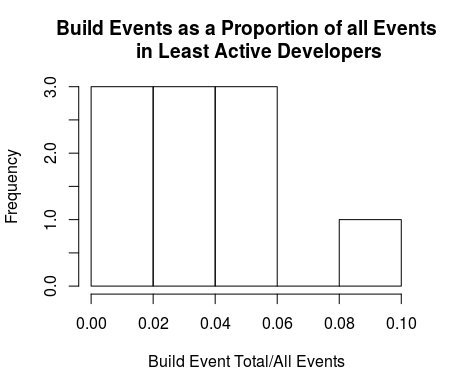 Build Events as a Proportion of all Events
in Least Active Developers
Frequency
3.0
2.0
1.0
0.0
0.00 0.02 0.04 0.06 0.08 0.10
Build Event Total/All Events